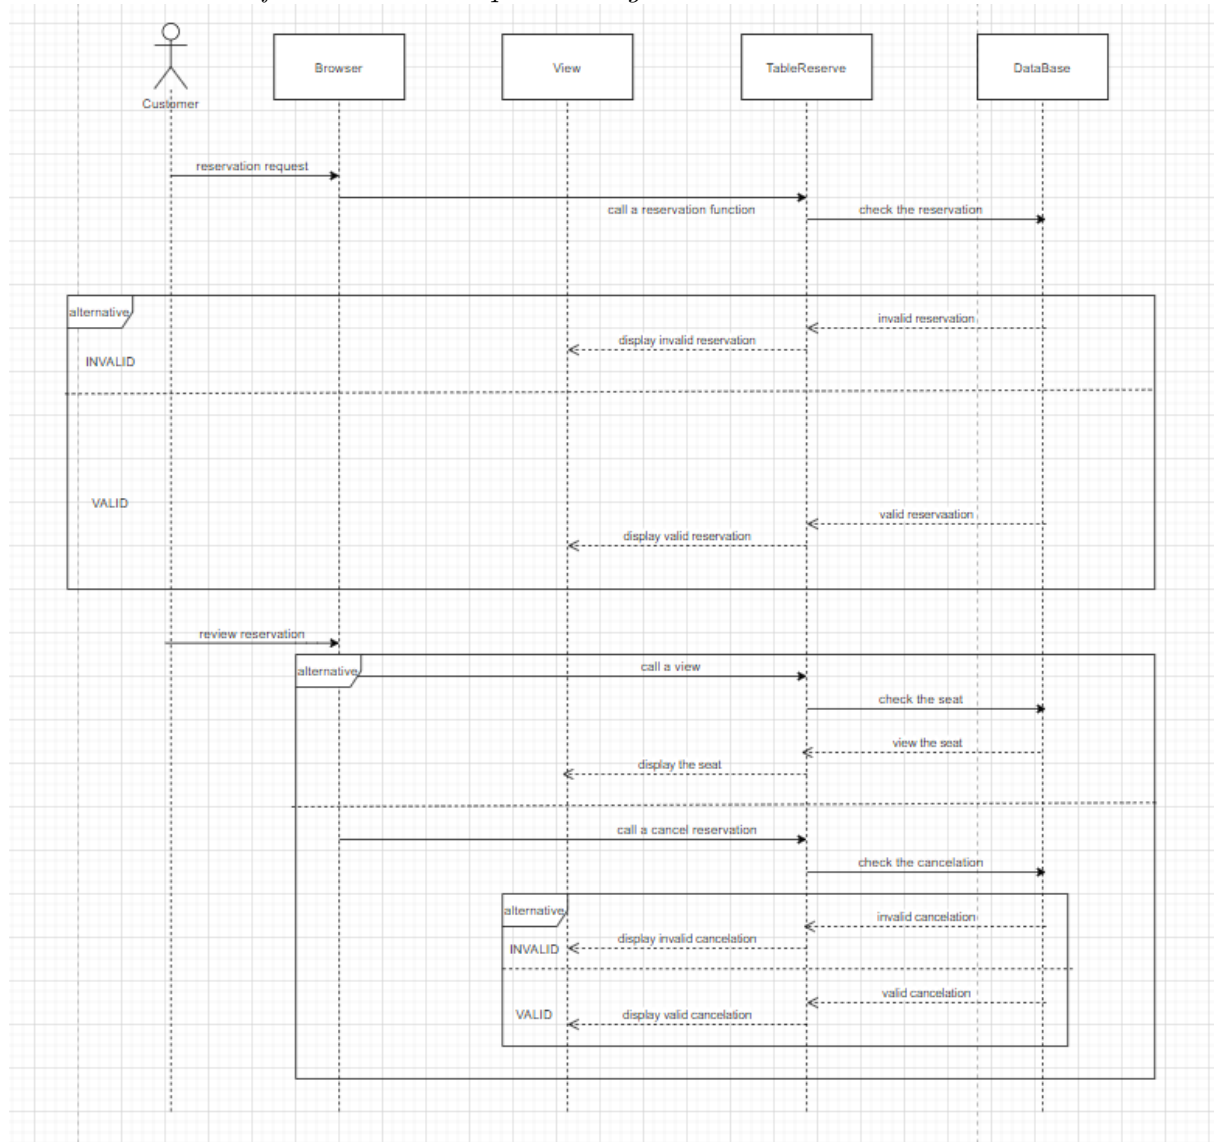 Customer
Browser
View
TableReserve
DataBase
reservation request
call a reservation function
check the reservation
alternative
invalid reservation
display invalid reservation
INVALID
VALID
valid reservaation
display valid reservation
review reservation
alternative
call a view
check the seat
view the seat
display the seat
call a cancel reservation
check the cancelation
alternative
invalid cancelation
display invalid cancelation
INVALID
valid cancelation
VALID
display valid cancelation